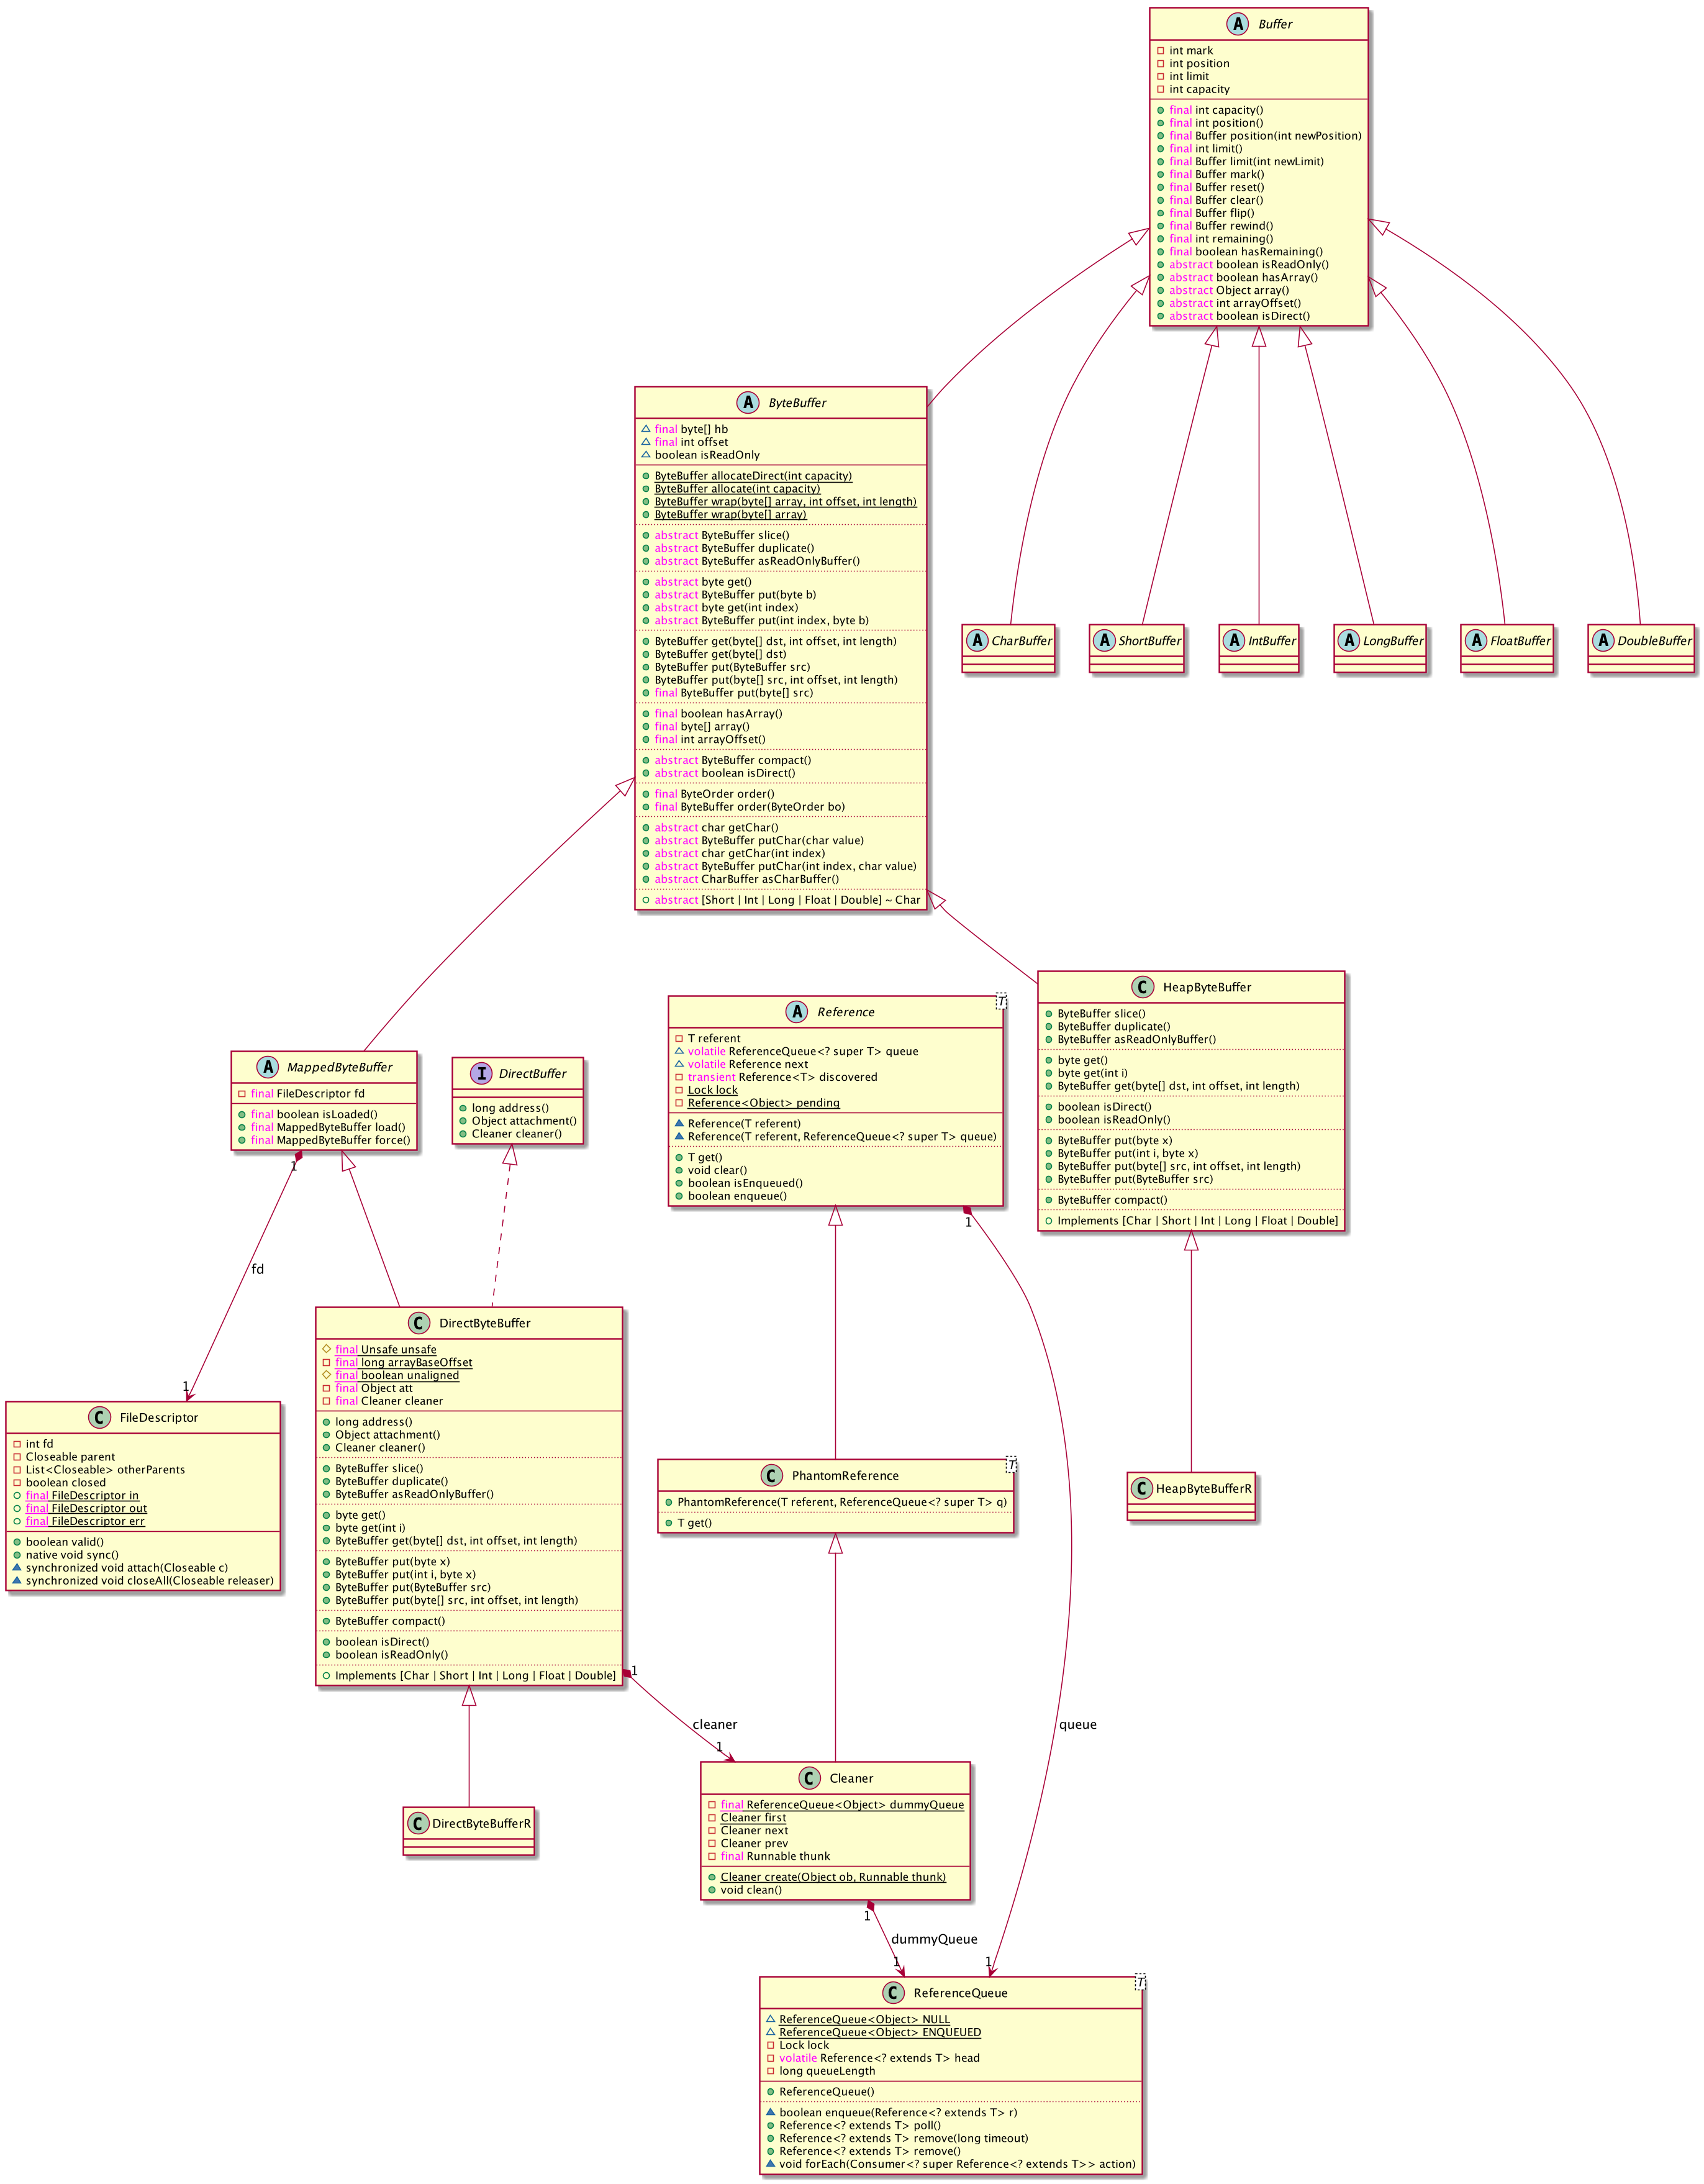 A Buffer
int mark
int position
int limit
int capacity
final int capacity()
final int position()
final Buffer position(int newPosition)
final int limit()
final Buffer limit(int newLimit)
final Buffer mark()
final Buffer reset()
final Buffer clear()
final Buffer flip()
final Buffer rewind()
final int remaining()
final boolean hasRemaining()
abstract boolean isReadOnly()
abstract boolean hasArray()
abstract Object array()
abstract int arrayOffset()
abstract boolean isDirect()
A ByteBuffer
final byte[] hb
final int offset
boolean isReadOnly
ByteBuffer allocateDirect(int capacity)
ByteBuffer allocate(int capacity)
ByteBuffer wrap(byte[] array, int offset, int length)
ByteBuffer wrap(byte[] array)
abstract ByteBuffer slice()
abstract ByteBuffer duplicate()
abstract ByteBuffer asReadOnlyBuffer()
abstract byte get()
abstract ByteBuffer put(byte b)
abstract byte get(int index)
abstract ByteBuffer put(int index, byte b)
ByteBuffer get(byte[] dst, int offset, int length)
ByteBuffer get(byte[] dst)
ByteBuffer put(ByteBuffer src)
ByteBuffer put(byte[] src, int offset, int length)
final ByteBuffer put(byte[] src)
final boolean hasArray()
final byte[] array()
final int arrayOffset()
abstract ByteBuffer compact()
abstract boolean isDirect()
final ByteOrder order()
final ByteBuffer order(ByteOrder bo)
abstract char getChar()
abstract ByteBuffer putChar(char value)
abstract char getChar(int index)
abstract ByteBuffer putChar(int index, char value)
abstract CharBuffer asCharBuffer()
abstract [Short | Int | Long | Float | Double] ~ Char
A CharBuffer
A ShortBuffer
A IntBuffer
A LongBuffer
A FloatBuffer
A DoubleBuffer
A MappedByteBuffer
final FileDescriptor fd
final boolean isLoaded()
final MappedByteBuffer load()
final MappedByteBuffer force()
I DirectBuffer
long address()
Object attachment()
Cleaner cleaner()
A Reference
T
T referent
volatile ReferenceQueue<? super T> queue
volatile Reference next
transient Reference<T> discovered
Lock lock
Reference<Object> pending
Reference(T referent)
Reference(T referent, ReferenceQueue<? super T> queue)
T get()
void clear()
boolean isEnqueued()
boolean enqueue()
C HeapByteBuffer
ByteBuffer slice()
ByteBuffer duplicate()
ByteBuffer asReadOnlyBuffer()
byte get()
byte get(int i)
ByteBuffer get(byte[] dst, int offset, int length)
boolean isDirect()
boolean isReadOnly()
ByteBuffer put(byte x)
ByteBuffer put(int i, byte x)
ByteBuffer put(byte[] src, int offset, int length)
ByteBuffer put(ByteBuffer src)
ByteBuffer compact()
Implements [Char | Short | Int | Long | Float | Double]
1
fd
1
1
C FileDescriptor
int fd
Closeable parent
List<Closeable> otherParents
boolean closed
final FileDescriptor in
final FileDescriptor out
final FileDescriptor err
boolean valid()
native void sync()
synchronized void attach(Closeable c)
synchronized void closeAll(Closeable releaser)
C DirectByteBuffer
final Unsafe unsafe
final long arrayBaseOffset
final boolean unaligned
final Object att
final Cleaner cleaner
long address()
Object attachment()
Cleaner cleaner()
ByteBuffer slice()
ByteBuffer duplicate()
ByteBuffer asReadOnlyBuffer()
byte get()
byte get(int i)
ByteBuffer get(byte[] dst, int offset, int length)
ByteBuffer put(byte x)
ByteBuffer put(int i, byte x)
ByteBuffer put(ByteBuffer src)
ByteBuffer put(byte[] src, int offset, int length)
ByteBuffer compact()
boolean isDirect()
boolean isReadOnly()
Implements [Char | Short | Int | Long | Float | Double]
C PhantomReference
T
PhantomReference(T referent, ReferenceQueue<? super T> q)
T get()
C HeapByteBufferR
1
cleaner
1
queue
C DirectByteBufferR
C Cleaner
final ReferenceQueue<Object> dummyQueue
Cleaner first
Cleaner next
Cleaner prev
final Runnable thunk
Cleaner create(Object ob, Runnable thunk)
void clean()
1
dummyQueue
1
1
C ReferenceQueue
T
ReferenceQueue<Object> NULL
ReferenceQueue<Object> ENQUEUED
Lock lock
volatile Reference<? extends T> head
long queueLength
ReferenceQueue()
boolean enqueue(Reference<? extends T> r)
Reference<? extends T> poll()
Reference<? extends T> remove(long timeout)
Reference<? extends T> remove()
void forEach(Consumer<? super Reference<? extends T>> action)